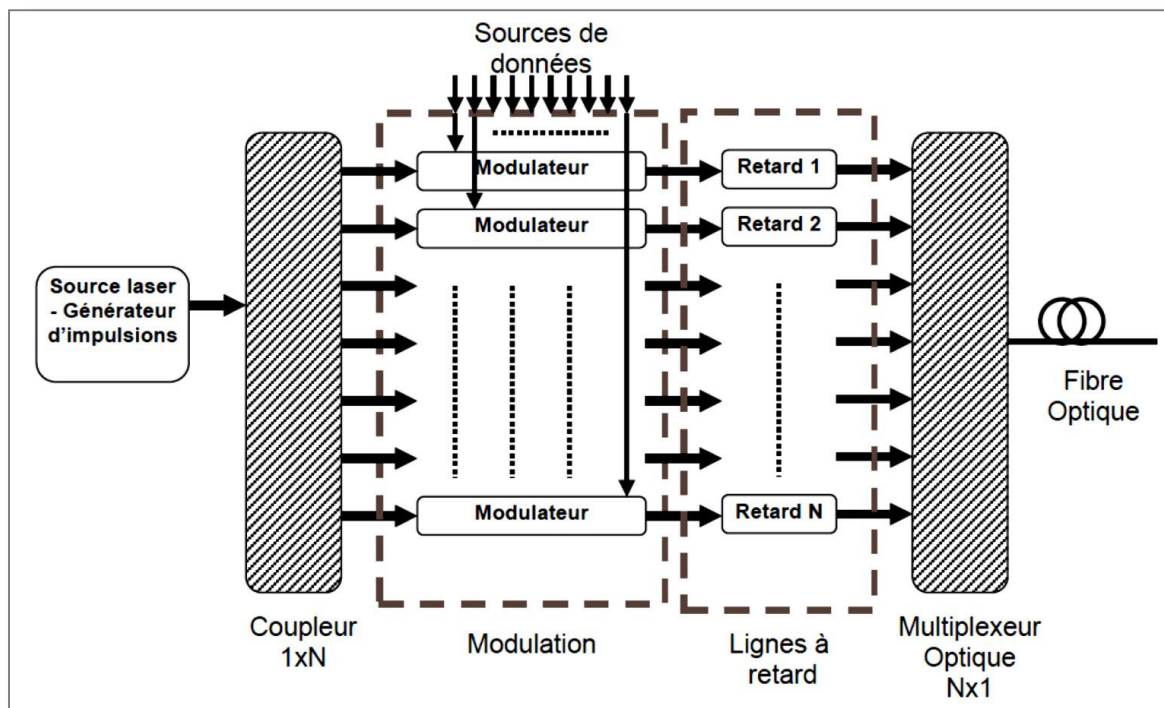 Sources de
données
Modulateur
Retard 1
Modulateur
Retard 2
Source laser
- Générateur
d'impulsions
Fibre
Optique
Modulateur
Retard N
Coupleur
1xN
Modulation
Lignes à
retard
Multiplexeur
Optique
Nx1